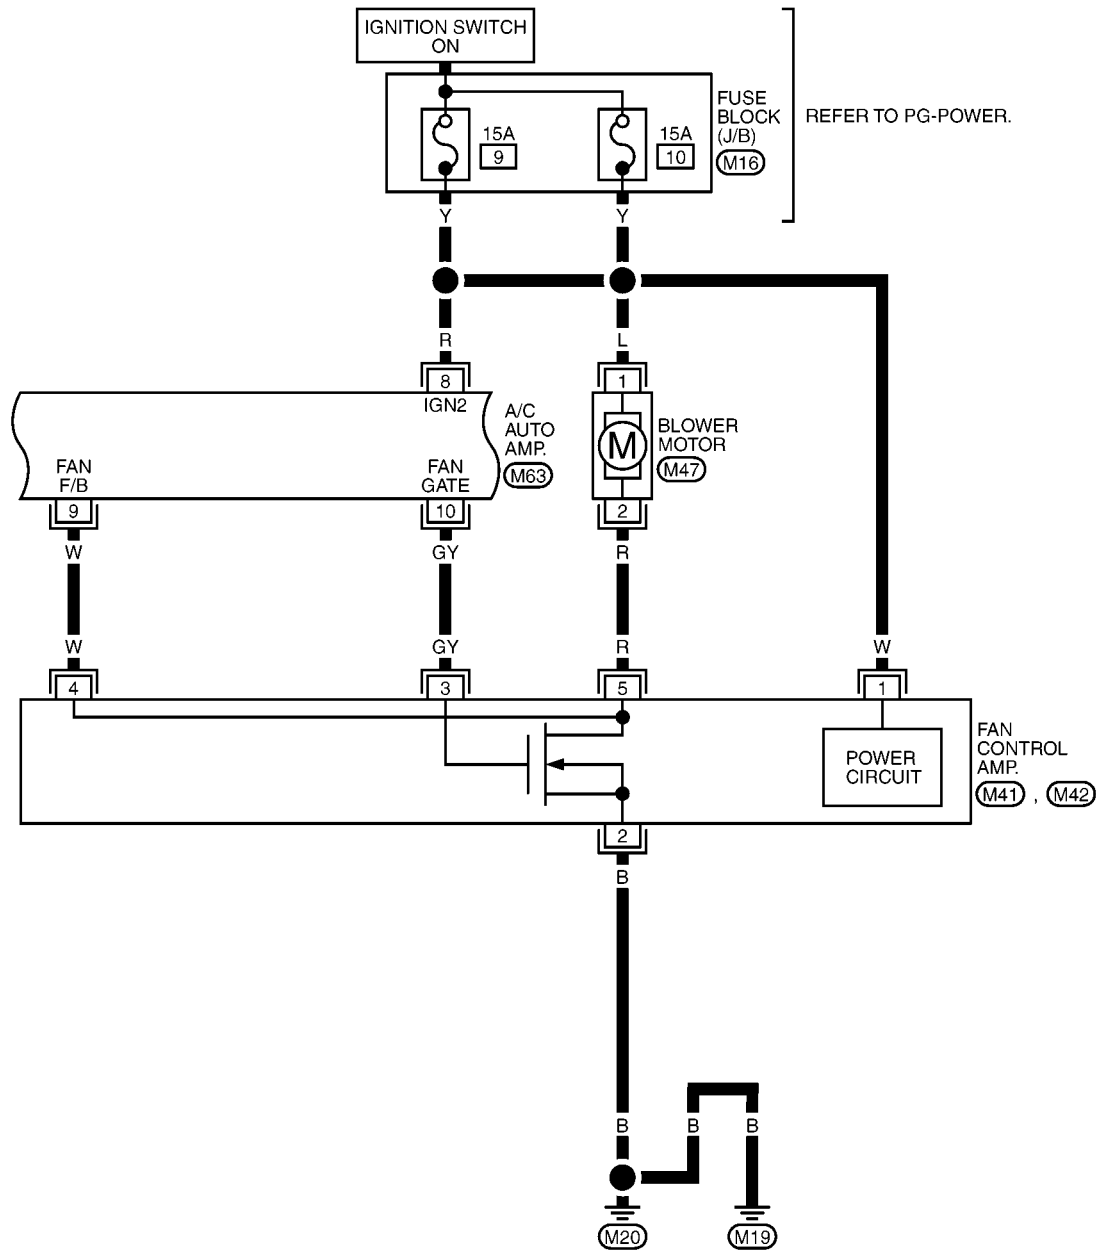 IGNITION SWITCH
ON
FUSE
BLOCK
(J/B)
M16
REFER TO PG-POWER.
15A
9
15A
10
Y
Y
R
L
8
1
IGN2
A/C
AUTO
AMP.
M63
BLOWER
MOTOR
M47
M
FAN
F/B
FAN
GATE
9
10
2
W
GY
R
W
GY
R
W
4
3
5
1
POWER
CIRCUIT
FAN
CONTROL
AMP.
M41 , M42
2
B
B
B
B
M20
M19